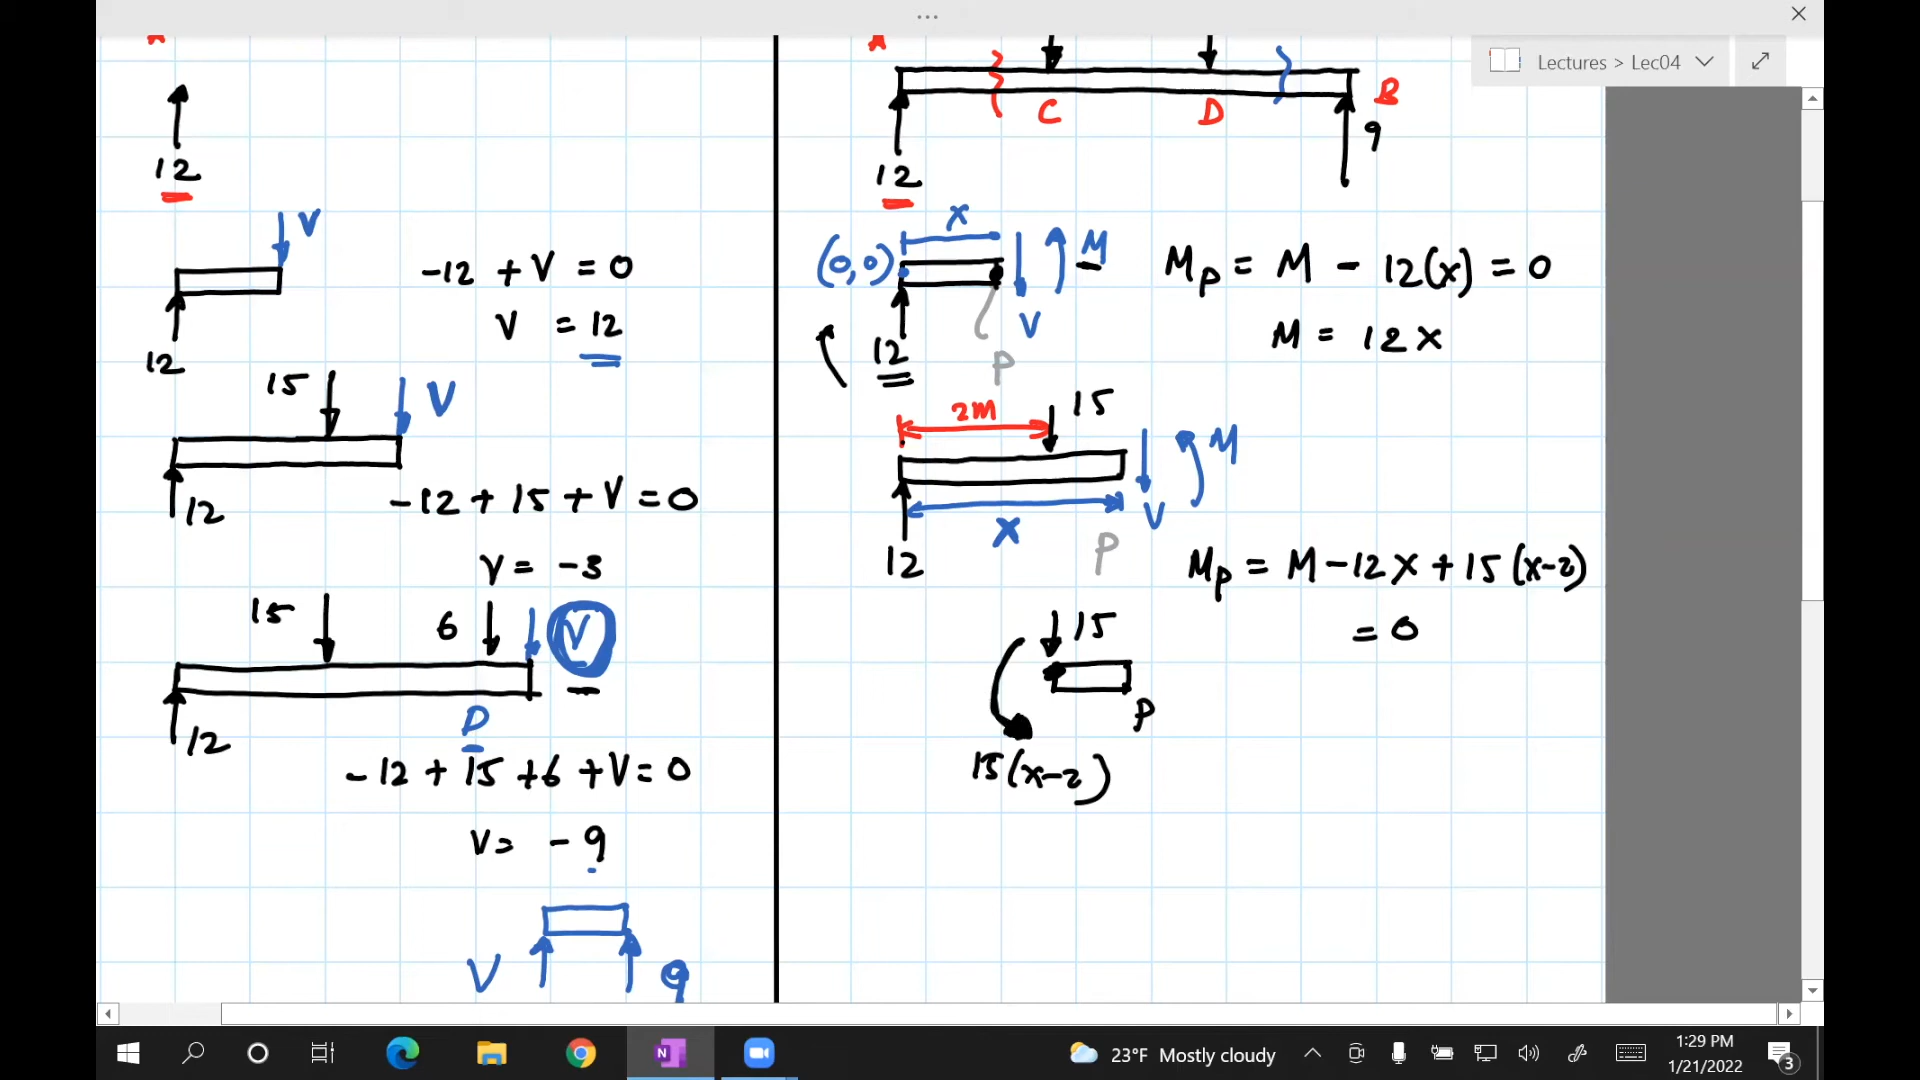 Lectures > Lec04
A
12
V
-12 + V = 0
V = 12
12
15
V
12
-12 + 15 + V = 0
V = -3
15
6
V
12
D
-12 + 15 + 6 + V = 0
V = -9
V
9
A
C
D
B
12
9
x
(0,0)
M
V
12
P
Mp = M - 12(x) = 0
M = 12x
2M
15
M
V
12
x
P
Mp = M - 12x + 15(x-2)
= 0
15
P
15(x-2)
23°F Mostly cloudy
1:29 PM
1/21/2022
3